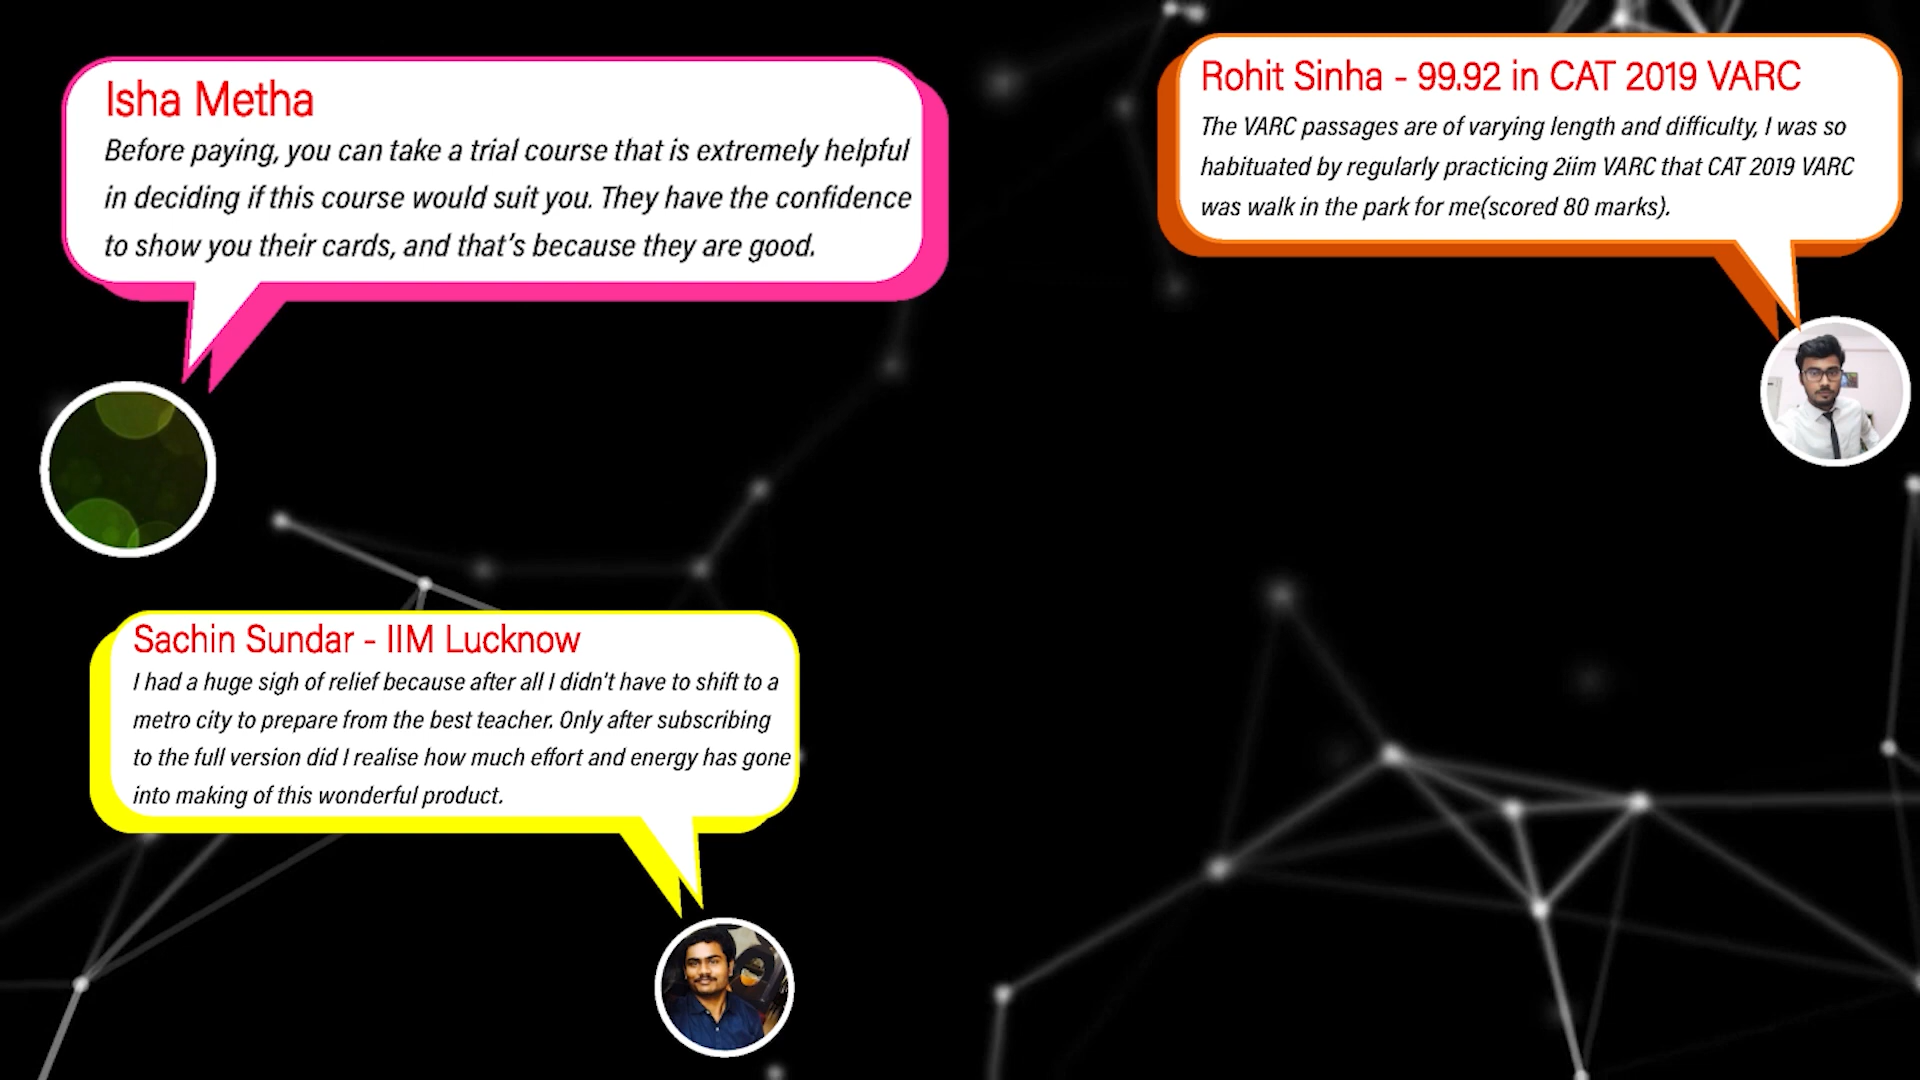 Isha Metha
Before paying, you can take a trial course that is extremely helpful
in deciding if this course would suit you. They have the confidence
to show you their cards, and that's because they are good.
Rohit Sinha - 99.92 in CAT 2019 VARC
The VARC passages are of varying length and difficulty, I was so
habituated by regularly practicing 2iim VARC that CAT 2019 VARC
was walk in the park for me(scored 80 marks).
Sachin Sundar - IIM Lucknow
I had a huge sigh of relief because after all I didn't have to shift to a
metro city to prepare from the best teacher. Only after subscribing
to the full version did I realise how much effort and energy has gone
into making of this wonderful product.